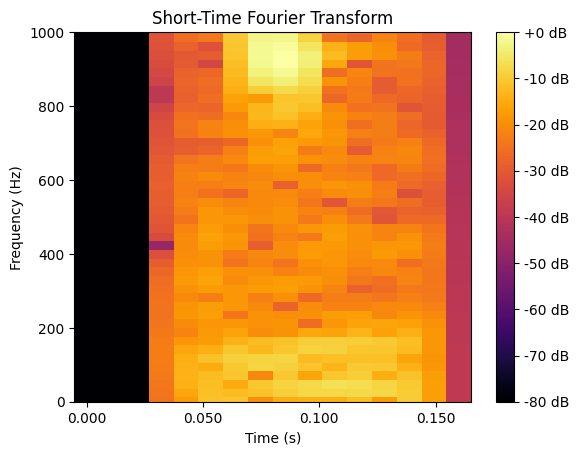 Short-Time Fourier Transform
1000
800
600
400
200
0
Frequency (Hz)
0.000
0.050
0.100
0.150
Time (s)
+0 dB
-10 dB
-20 dB
-30 dB
-40 dB
-50 dB
-60 dB
-70 dB
-80 dB